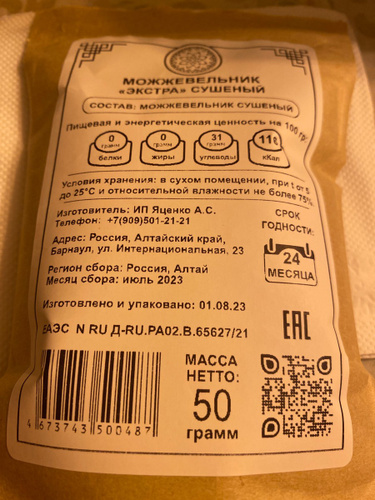 МОЖЖЕВЕЛЬНИК
«ЭКСТРА» СУШЕНЫЙ
СОСТАВ: МОЖЖЕВЕЛЬНИК СУШЕНЫЙ
Пищевая и энергетическая ценность на 100 гр:
0 грамм белки
0 грамм жиры
31 грамм углеводы
116 кКал
Условия хранения: в сухом помещении, при t от 5
до 25°С и относительной влажности не более 75%
Изготовитель: ИП Яценко А.С.
Телефон: +7(909)501-21-21
Адрес: Россия, Алтайский край,
Барнаул, ул. Интернациональная, 23
Регион сбора: Россия, Алтай
Месяц сбора: июль 2023
СРОК
ГОДНОСТИ:
24
МЕСЯЦА
Изготовлено и упаковано: 01.08.23
ЕАЭС N RU Д-RU.РА02.В.65627/21
ЕАС
МАССА
НЕТТО:
50
грамм
4 673743 500487